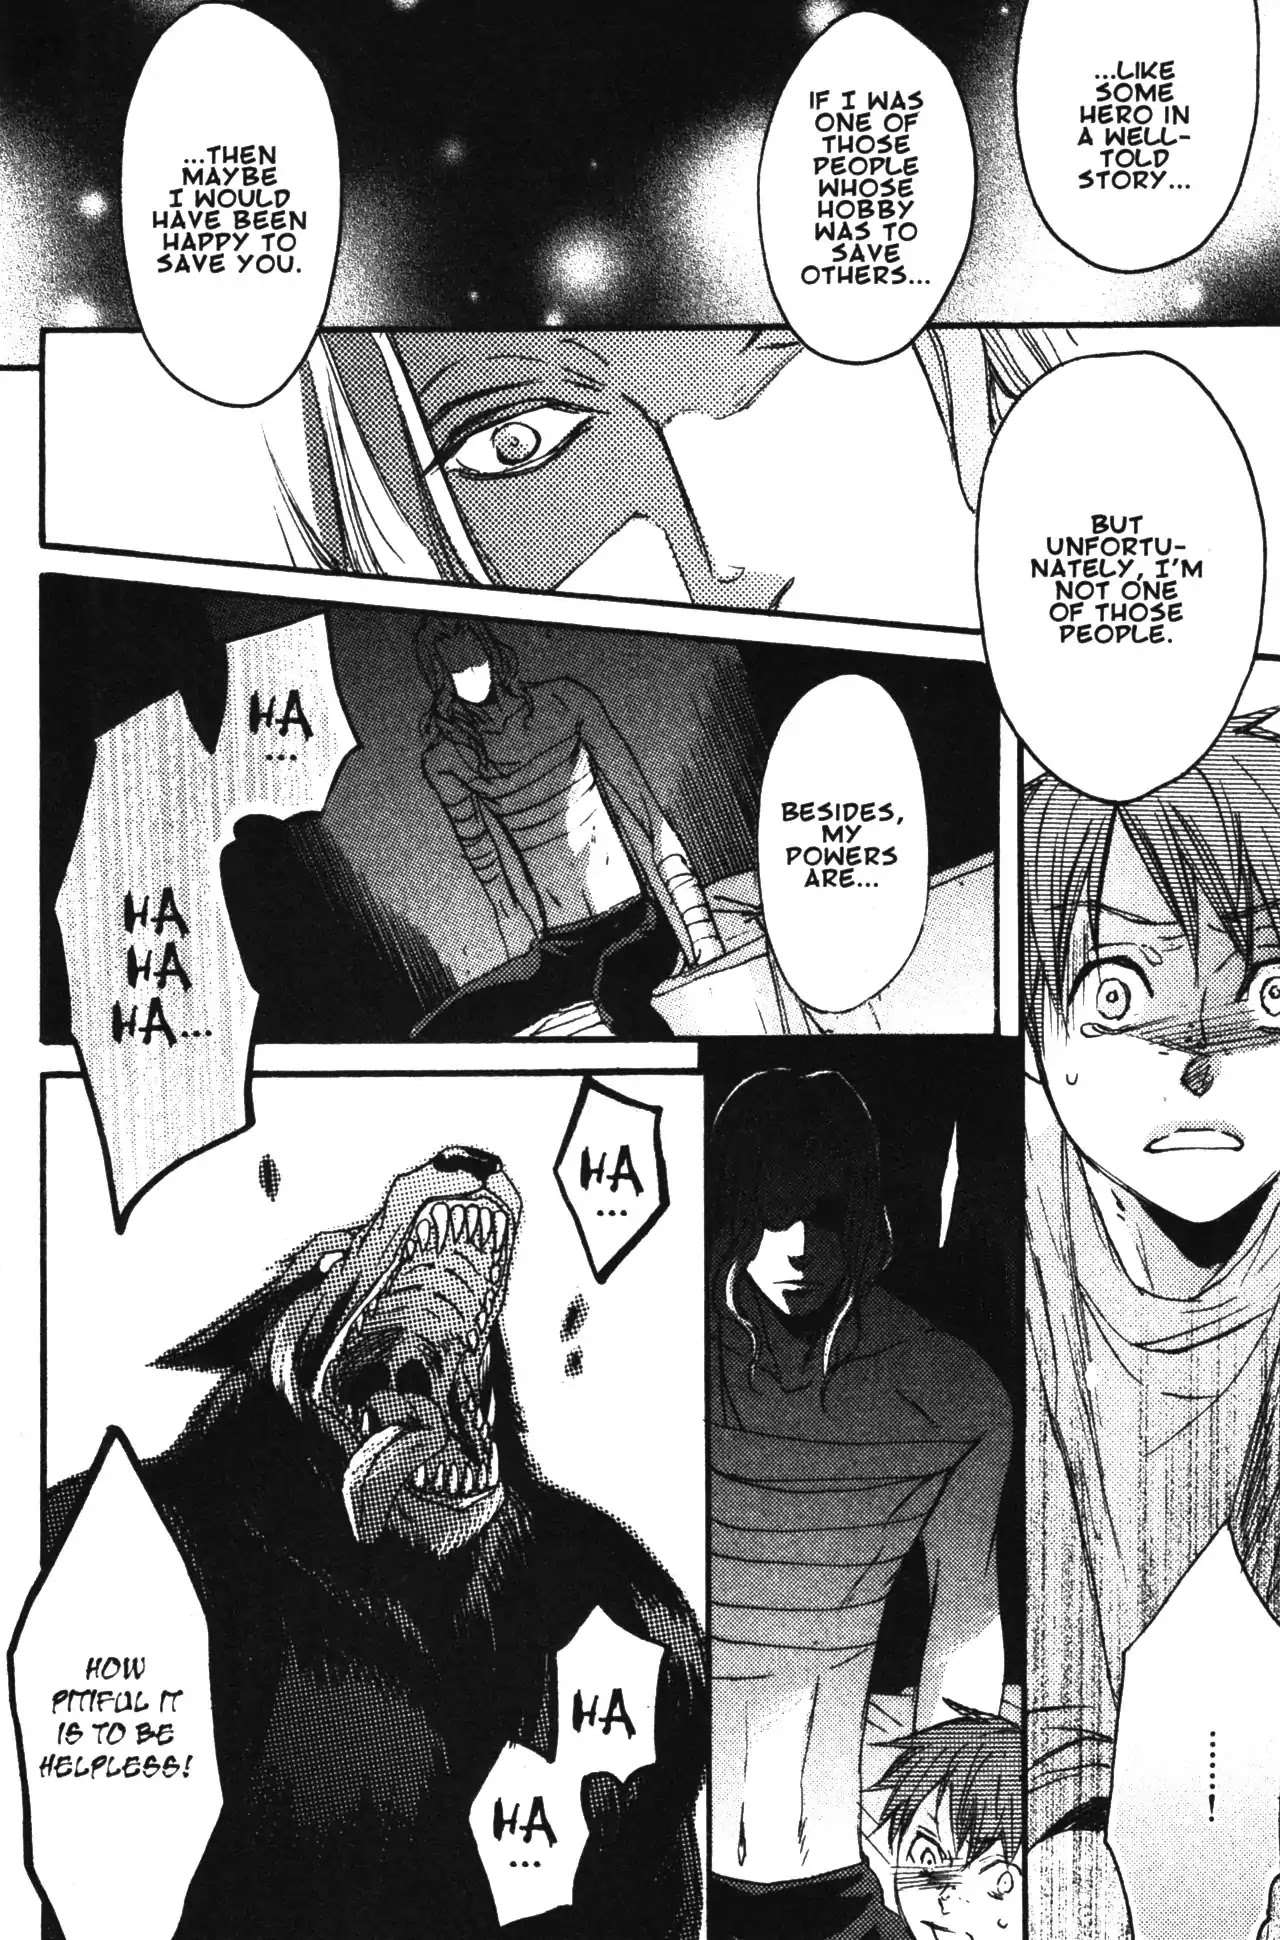 ...LIKE
SOME
HERO IN
A WELL-
TOLD
STORY...
IF I WAS
ONE OF
THOSE
PEOPLE
WHOSE
HOBBY
WAS TO
SAVE
OTHERS...
...THEN
MAYBE
I WOULD
HAVE BEEN
HAPPY TO
SAVE YOU.
BUT
UNFORTU-
NATELY, I'M
NOT ONE
OF THOSE
PEOPLE.
BESIDES,
MY
POWERS
ARE...
HA
...
HA
HA
HA...
......!
HA
...
HA
HA
...
HOW
PITIFUL IT
IS TO BE
HELPLESS!